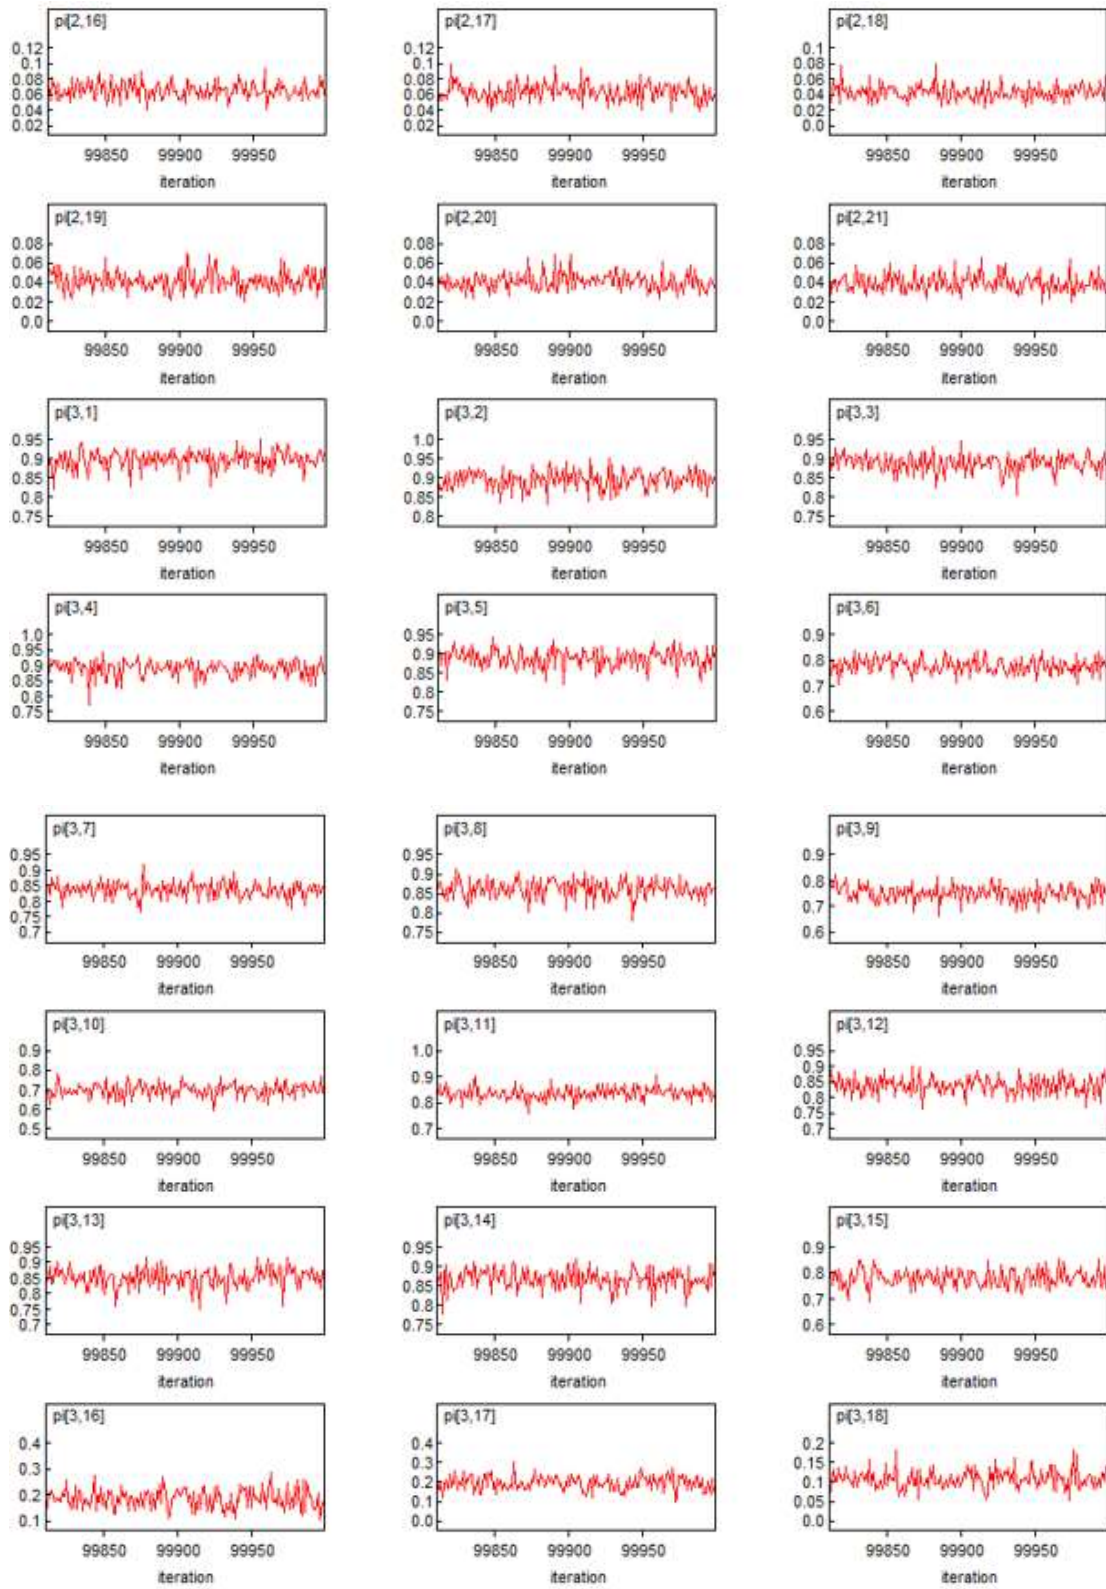 pi[2,16]
0.12
0.1
0.08
0.06
0.04
0.02
99850 99900 99950
iteration
pi[2,17]
0.12
0.1
0.08
0.06
0.04
0.02
99850 99900 99950
iteration
pi[2,18]
0.1
0.08
0.06
0.04
0.02
0.0
99850 99900 99950
iteration
pi[2,19]
0.08
0.06
0.04
0.02
0.0
99850 99900 99950
iteration
pi[2,20]
0.08
0.06
0.04
0.02
0.0
99850 99900 99950
iteration
pi[2,21]
0.08
0.06
0.04
0.02
0.0
99850 99900 99950
iteration
pi[3,1]
0.95
0.9
0.85
0.8
0.75
99850 99900 99950
iteration
pi[3,2]
1.0
0.95
0.9
0.85
0.8
99850 99900 99950
iteration
pi[3,3]
0.95
0.9
0.85
0.8
0.75
99850 99900 99950
iteration
pi[3,4]
1.0
0.95
0.9
0.85
0.8
0.75
99850 99900 99950
iteration
pi[3,5]
0.95
0.9
0.85
0.8
0.75
99850 99900 99950
iteration
pi[3,6]
0.9
0.8
0.7
0.6
99850 99900 99950
iteration
pi[3,7]
0.95
0.9
0.85
0.8
0.75
0.7
99850 99900 99950
iteration
pi[3,8]
0.95
0.9
0.85
0.8
0.75
99850 99900 99950
iteration
pi[3,9]
0.9
0.8
0.7
0.6
99850 99900 99950
iteration
pi[3,10]
0.9
0.8
0.7
0.6
0.5
99850 99900 99950
iteration
pi[3,11]
1.0
0.9
0.8
0.7
99850 99900 99950
iteration
pi[3,12]
0.95
0.9
0.85
0.8
0.75
0.7
99850 99900 99950
iteration
pi[3,13]
0.95
0.9
0.85
0.8
0.75
0.7
99850 99900 99950
iteration
pi[3,14]
0.95
0.9
0.85
0.8
0.75
99850 99900 99950
iteration
pi[3,15]
0.9
0.8
0.7
0.6
99850 99900 99950
iteration
pi[3,16]
0.4
0.3
0.2
0.1
99850 99900 99950
iteration
pi[3,17]
0.4
0.3
0.2
0.1
0.0
99850 99900 99950
iteration
pi[3,18]
0.2
0.15
0.1
0.05
0.0
99850 99900 99950
iteration